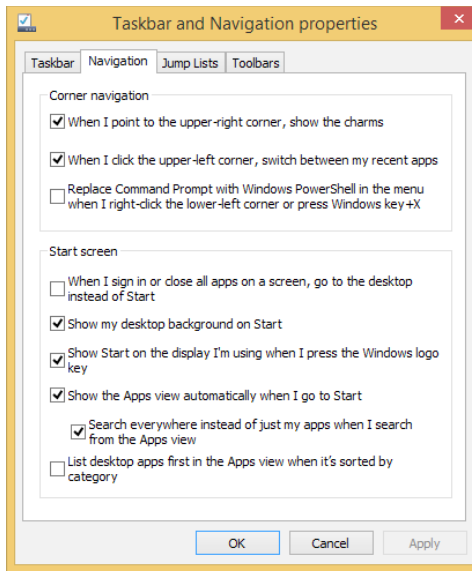 Taskbar and Navigation properties
Taskbar Navigation Jump Lists Toolbars
Corner navigation
When I point to the upper-right corner, show the charms
When I click the upper-left corner, switch between my recent apps
Replace Command Prompt with Windows PowerShell in the menu
when I right-click the lower-left corner or press Windows key+X
Start screen
When I sign in or close all apps on a screen, go to the desktop
instead of Start
Show my desktop background on Start
Show Start on the display I'm using when I press the Windows logo
key
Show the Apps view automatically when I go to Start
Search everywhere instead of just my apps when I search
from the Apps view
List desktop apps first in the Apps view when it's sorted by
category
OK Cancel Apply